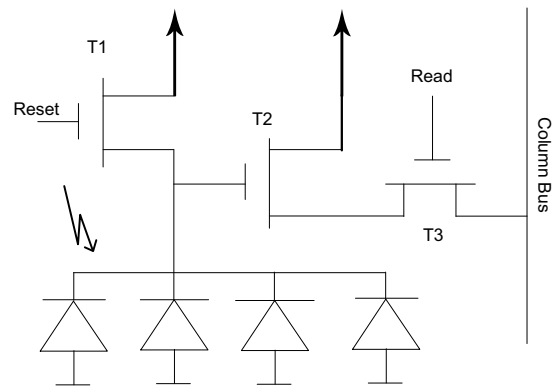 T1
Reset
T2
Read
T3
Column Bus